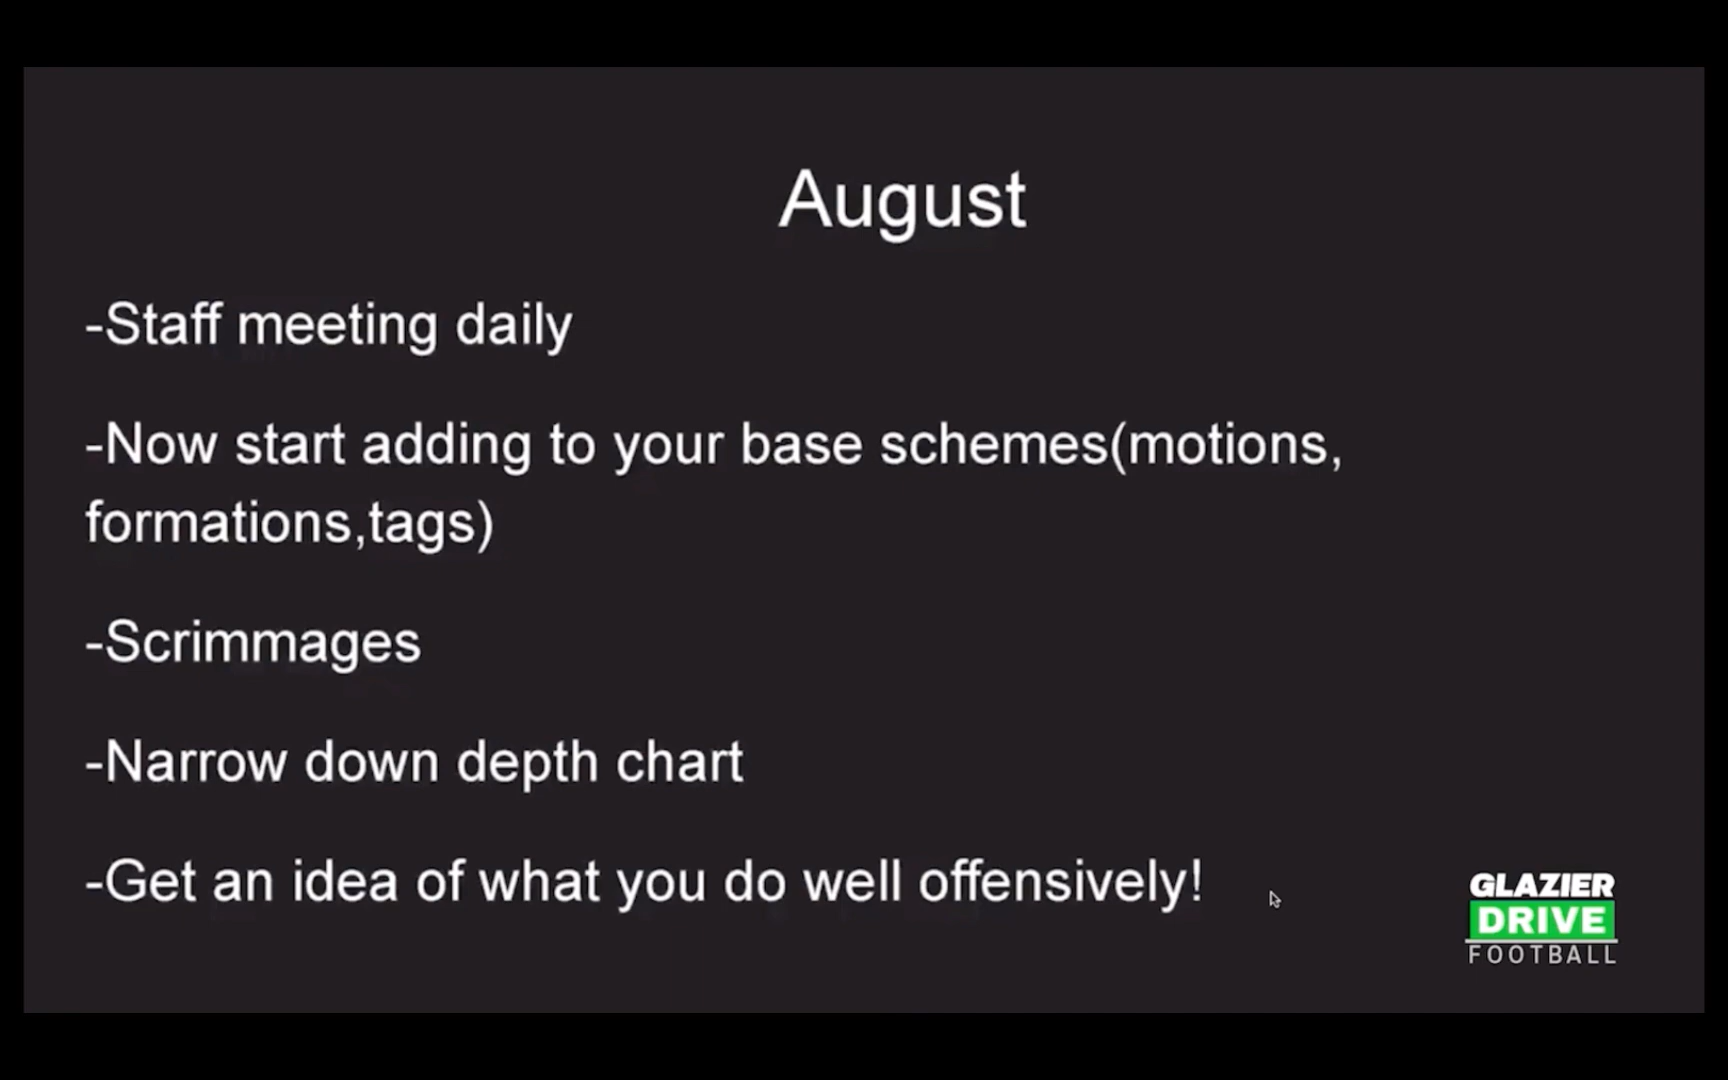 August
-Staff meeting daily
-Now start adding to your base schemes(motions,
formations,tags)
-Scrimmages
-Narrow down depth chart
-Get an idea of what you do well offensively!
GLAZIER
DRIVE
FOOTBALL